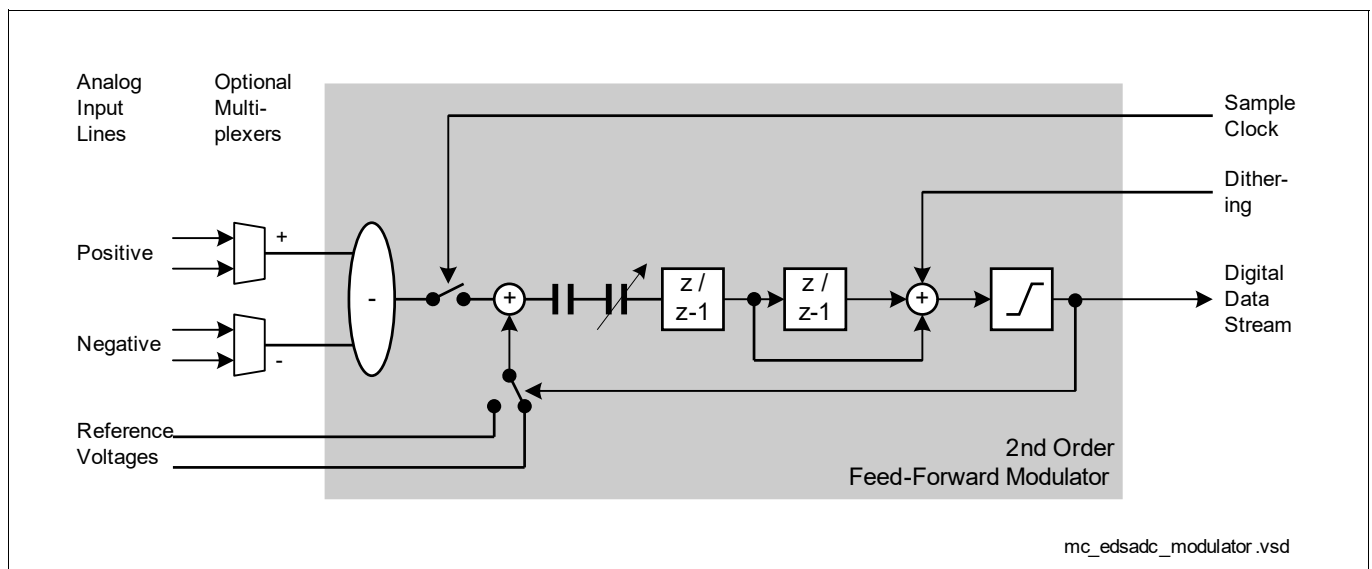 Analog
Input
Lines
Optional
Multi-
plexers
Sample
Clock
Dither-
ing
Positive
+
-
+
z /
z-1
z /
z-1
+
Digital
Data
Stream
Negative
-
Reference
Voltages
2nd Order
Feed-Forward Modulator
mc_edsadc_modulator.vsd